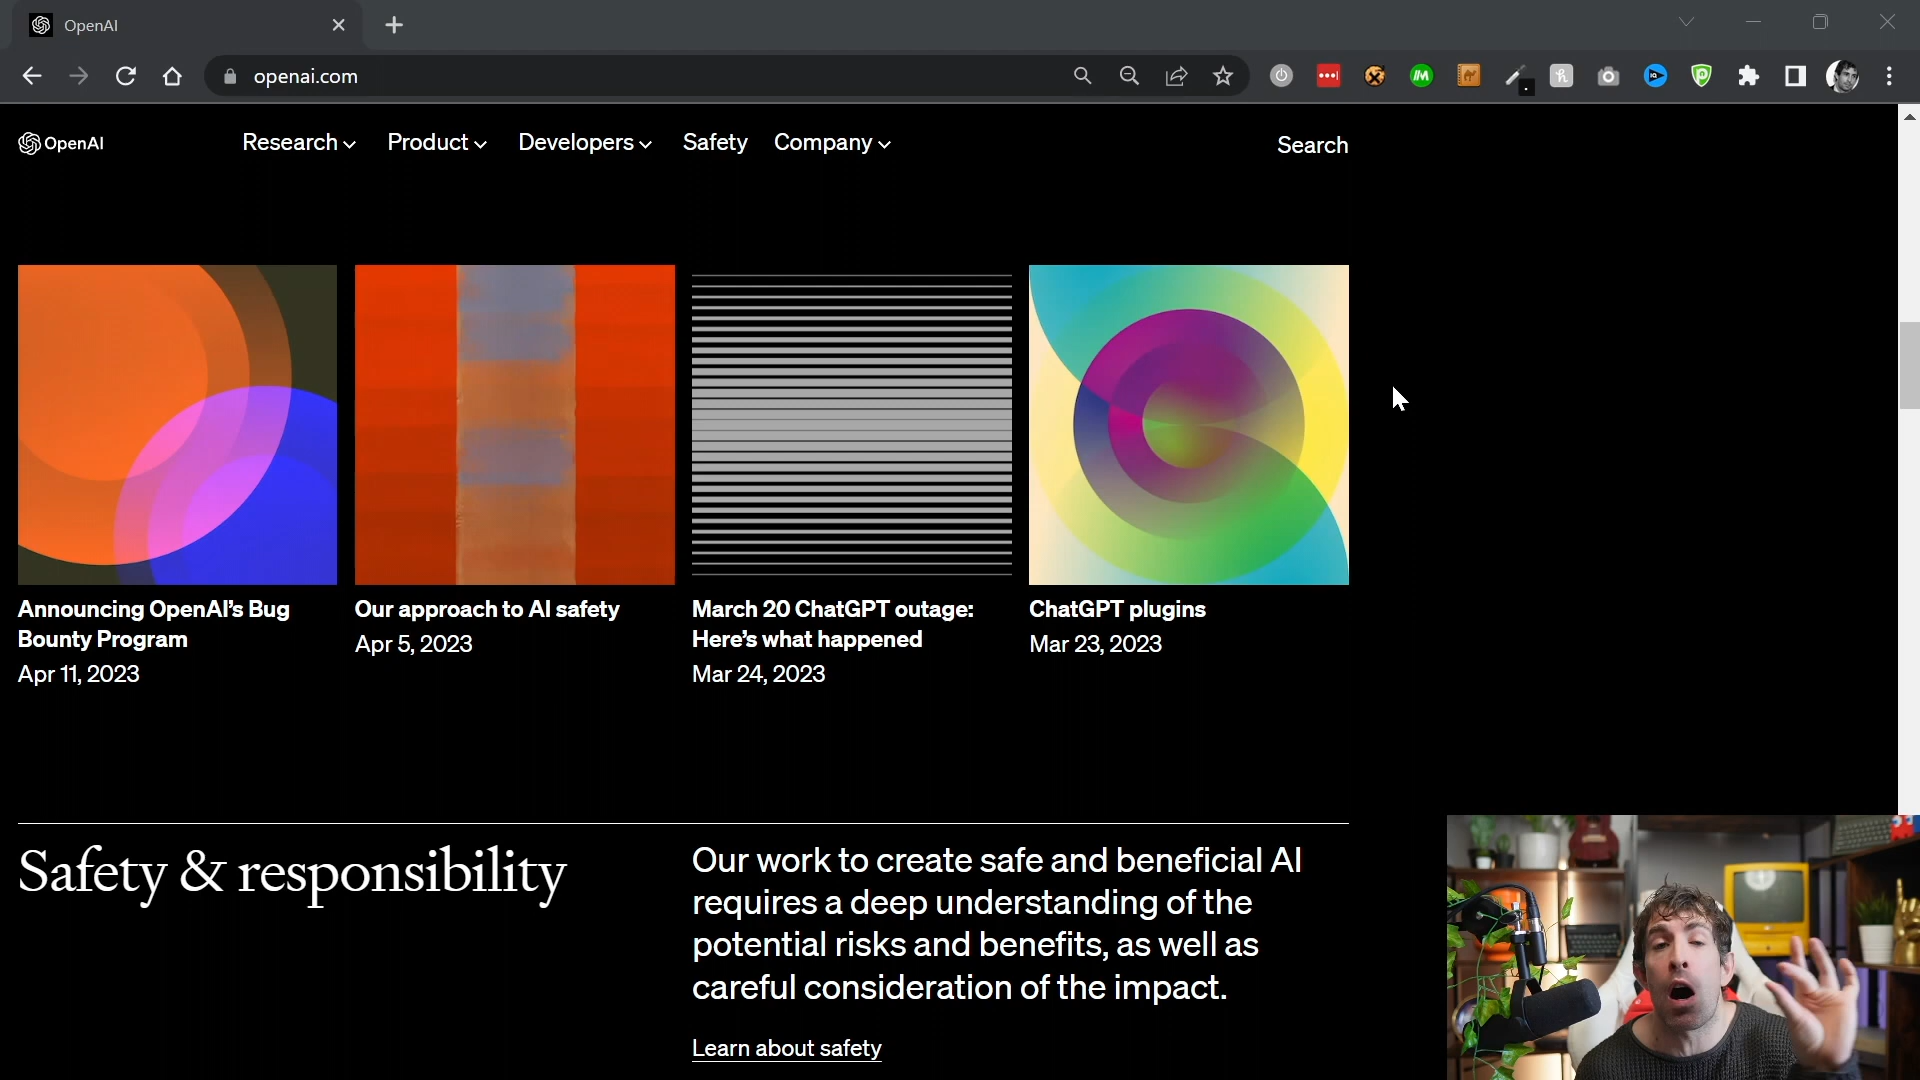 OpenAI
openai.com
OpenAI
Research
Product
Developers
Safety
Company
Search
Announcing OpenAI's Bug
Bounty Program
Apr 11, 2023
Our approach to AI safety
Apr 5, 2023
March 20 ChatGPT outage:
Here's what happened
Mar 24, 2023
ChatGPT plugins
Mar 23, 2023
Safety & responsibility
Our work to create safe and beneficial AI
requires a deep understanding of the
potential risks and benefits, as well as
careful consideration of the impact.
Learn about safety